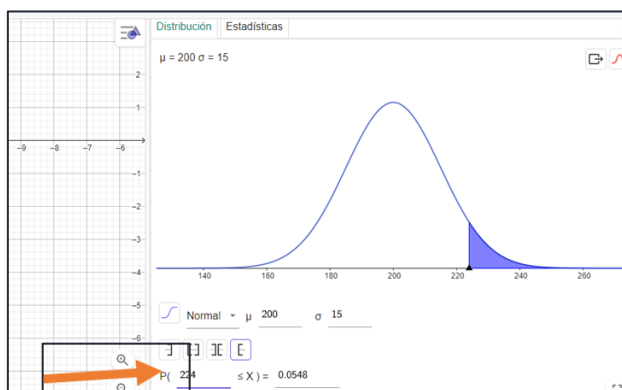 Distribución Estadísticas
μ = 200 σ = 15
2
1
-9 -8 -7 -6
-1
-2
-3
-4
-5
-6
140 160 180 200 220 240 260
Normal μ 200 σ 15
P( 224 ≤ X ) = 0.0548